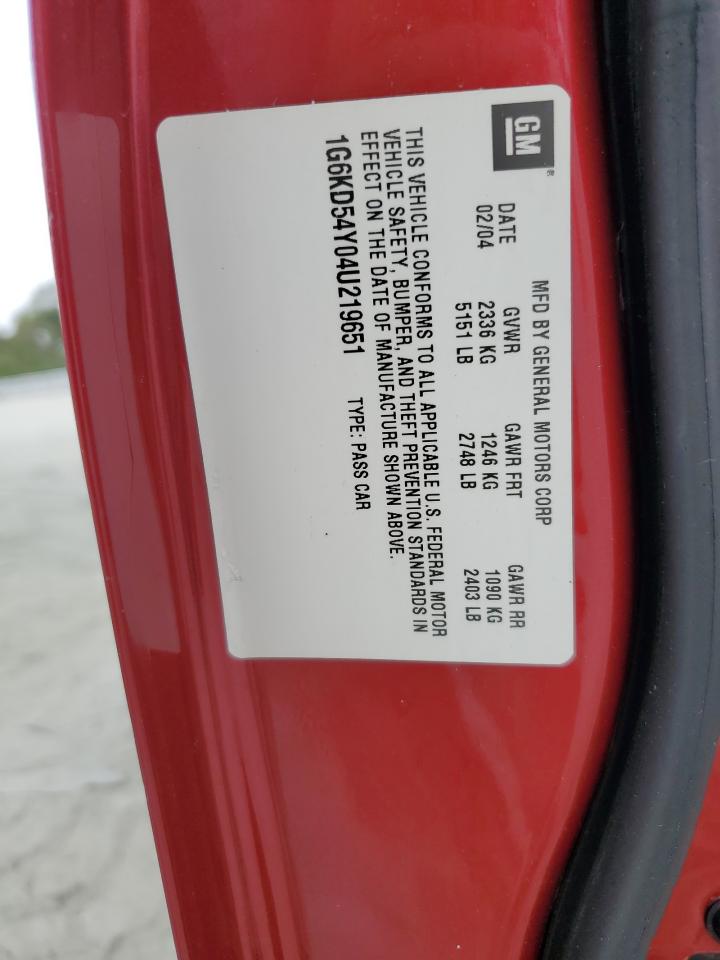 GM®
MFD BY GENERAL MOTORS CORP
DATE GVWR GAWR FRT GAWR RR
02/04 2336 KG 1246 KG 1090 KG
5151 LB 2748 LB 2403 LB
THIS VEHICLE CONFORMS TO ALL APPLICABLE U.S. FEDERAL MOTOR
VEHICLE SAFETY, BUMPER, AND THEFT PREVENTION STANDARDS IN
EFFECT ON THE DATE OF MANUFACTURE SHOWN ABOVE.
1G6KD54Y04U219651 TYPE: PASS CAR